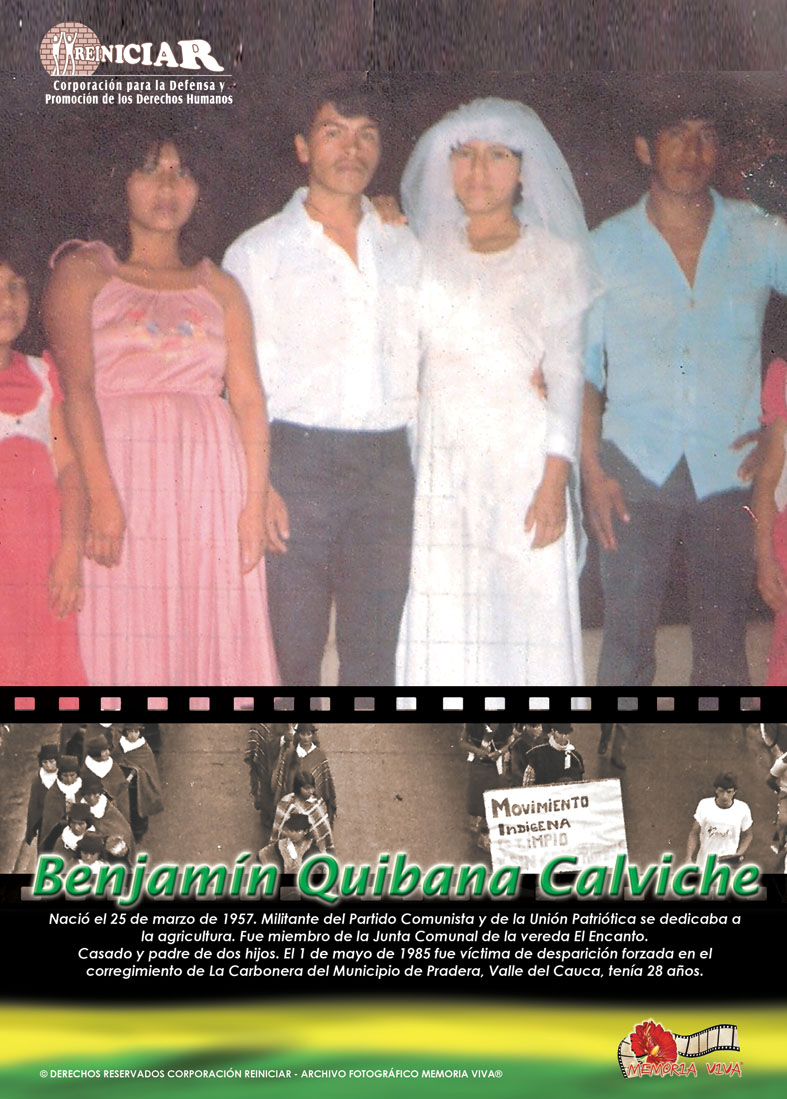 REINICIAR
Corporación para la Defensa y
Promoción de los Derechos Humanos
MOVIMIENTO
INDIGENA
Benjamín Quibana Calviche
Nació el 25 de marzo de 1957. Militante del Partido Comunista y de la Unión Patriótica se dedicaba a
la agricultura. Fue miembro de la Junta Comunal de la vereda El Encanto.
Casado y padre de dos hijos. El 1 de mayo de 1985 fue víctima de desparición forzada en el
corregimiento de La Carbonera del Municipio de Pradera, Valle del Cauca, tenía 28 años.
MEMORIA VIVA
© DERECHOS RESERVADOS CORPORACIÓN REINICIAR - ARCHIVO FOTOGRÁFICO MEMORIA VIVA®